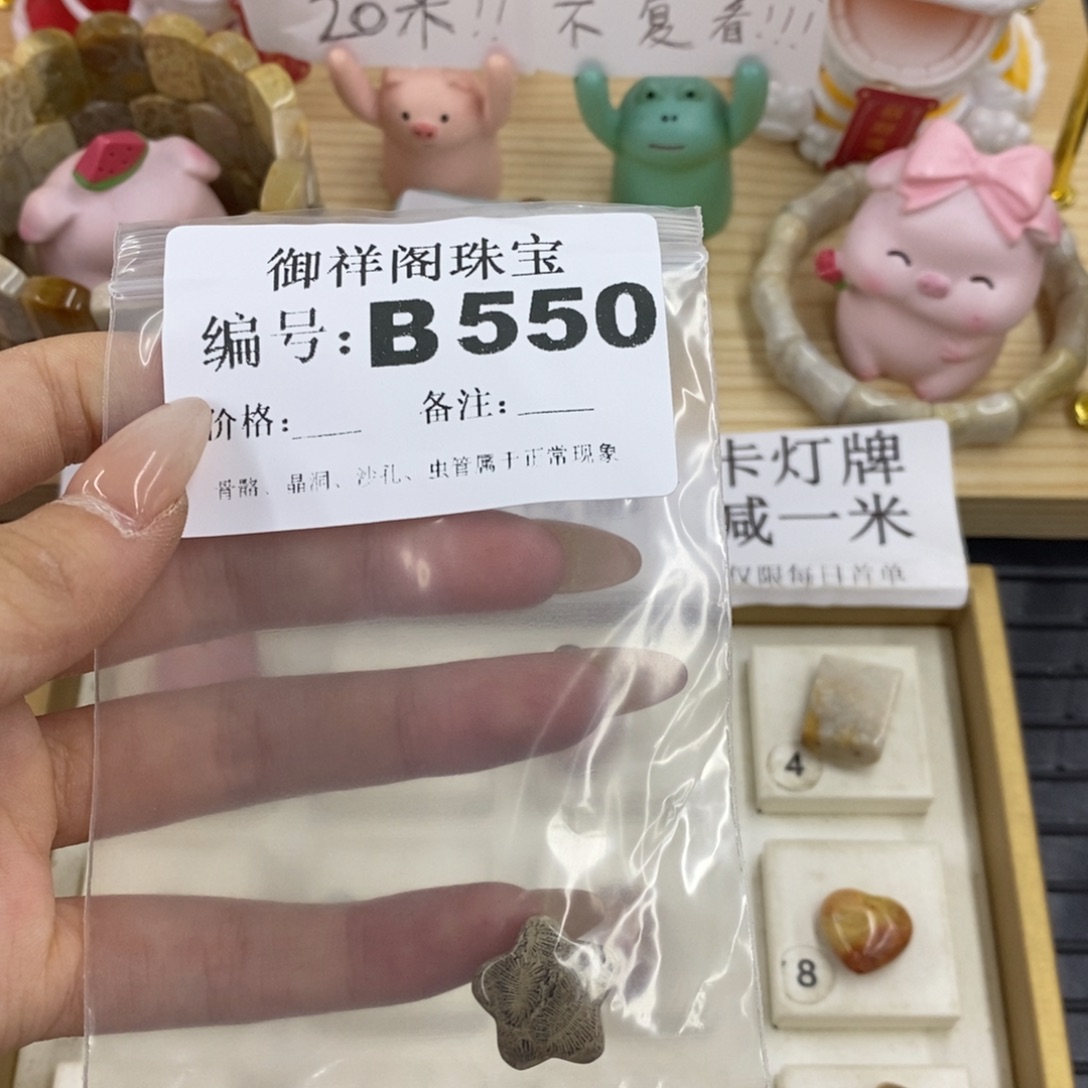 20米!! 不复看!!!
御祥阁珠宝
编号:B550
价格:____ 备注:____
骨骼、晶洞、沙孔、虫管属于正常现象
卡灯牌
减一米
仅限每日首单
4
8